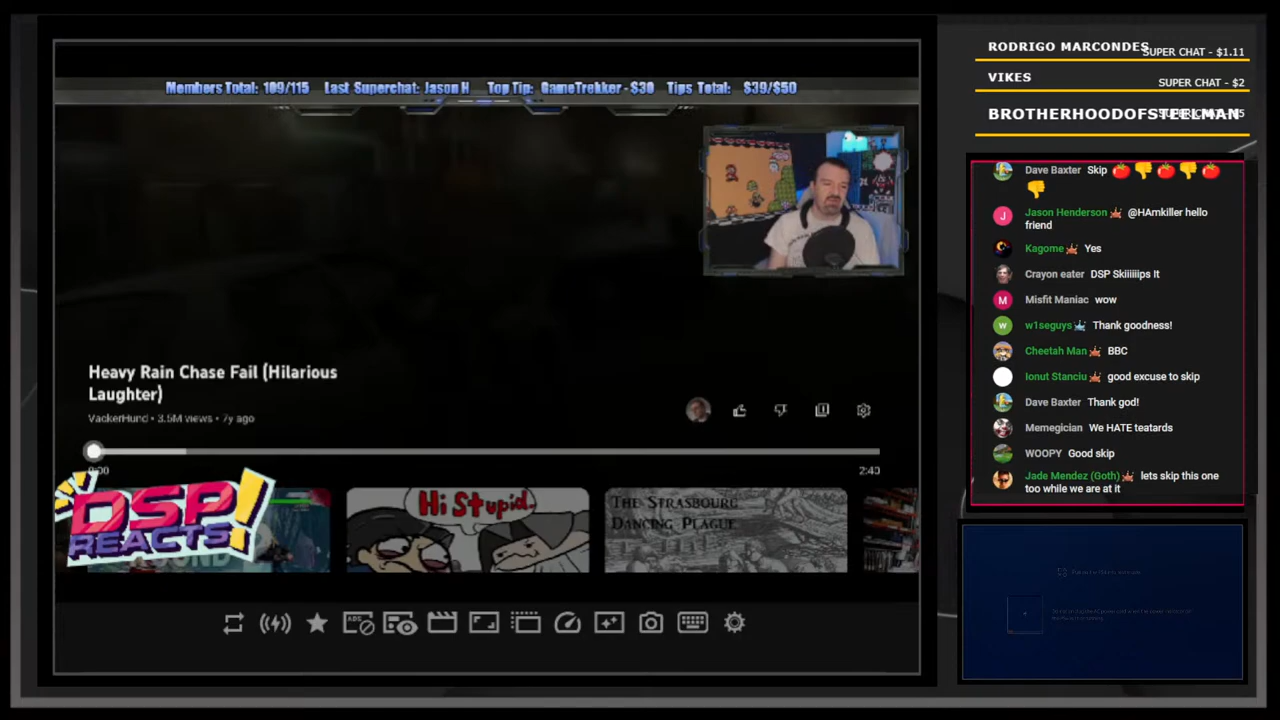 Members Total: 109/115 Last Superchat: Jason H Top Tip: GameTrekker - $30 Tips Total: $39/$50
Heavy Rain Chase Fail (Hilarious
Laughter)
VackerHund • 3.5M views • 7y ago
0:00
2:40
DSP
REACTS!
Hi Stupid.
THE STRASBOURG
DANCING PLAGUE
ADS
RODRIGO MARCONDES SUPER CHAT - $1.11
VIKES SUPER CHAT - $2
BROTHERHOODOFSTEELMAN
Dave Baxter Skip 🍅👎🍅👎🍅
👎
Jason Henderson @HAmkiller hello
friend
Kagome Yes
Crayon eater DSP Skiiiiiips It
Misfit Maniac wow
w1seguys Thank goodness!
Cheetah Man BBC
Ionut Stanciu good excuse to skip
Dave Baxter Thank god!
Memegician We HATE teatards
WOOPY Good skip
Jade Mendez (Goth) lets skip this one
too while we are at it